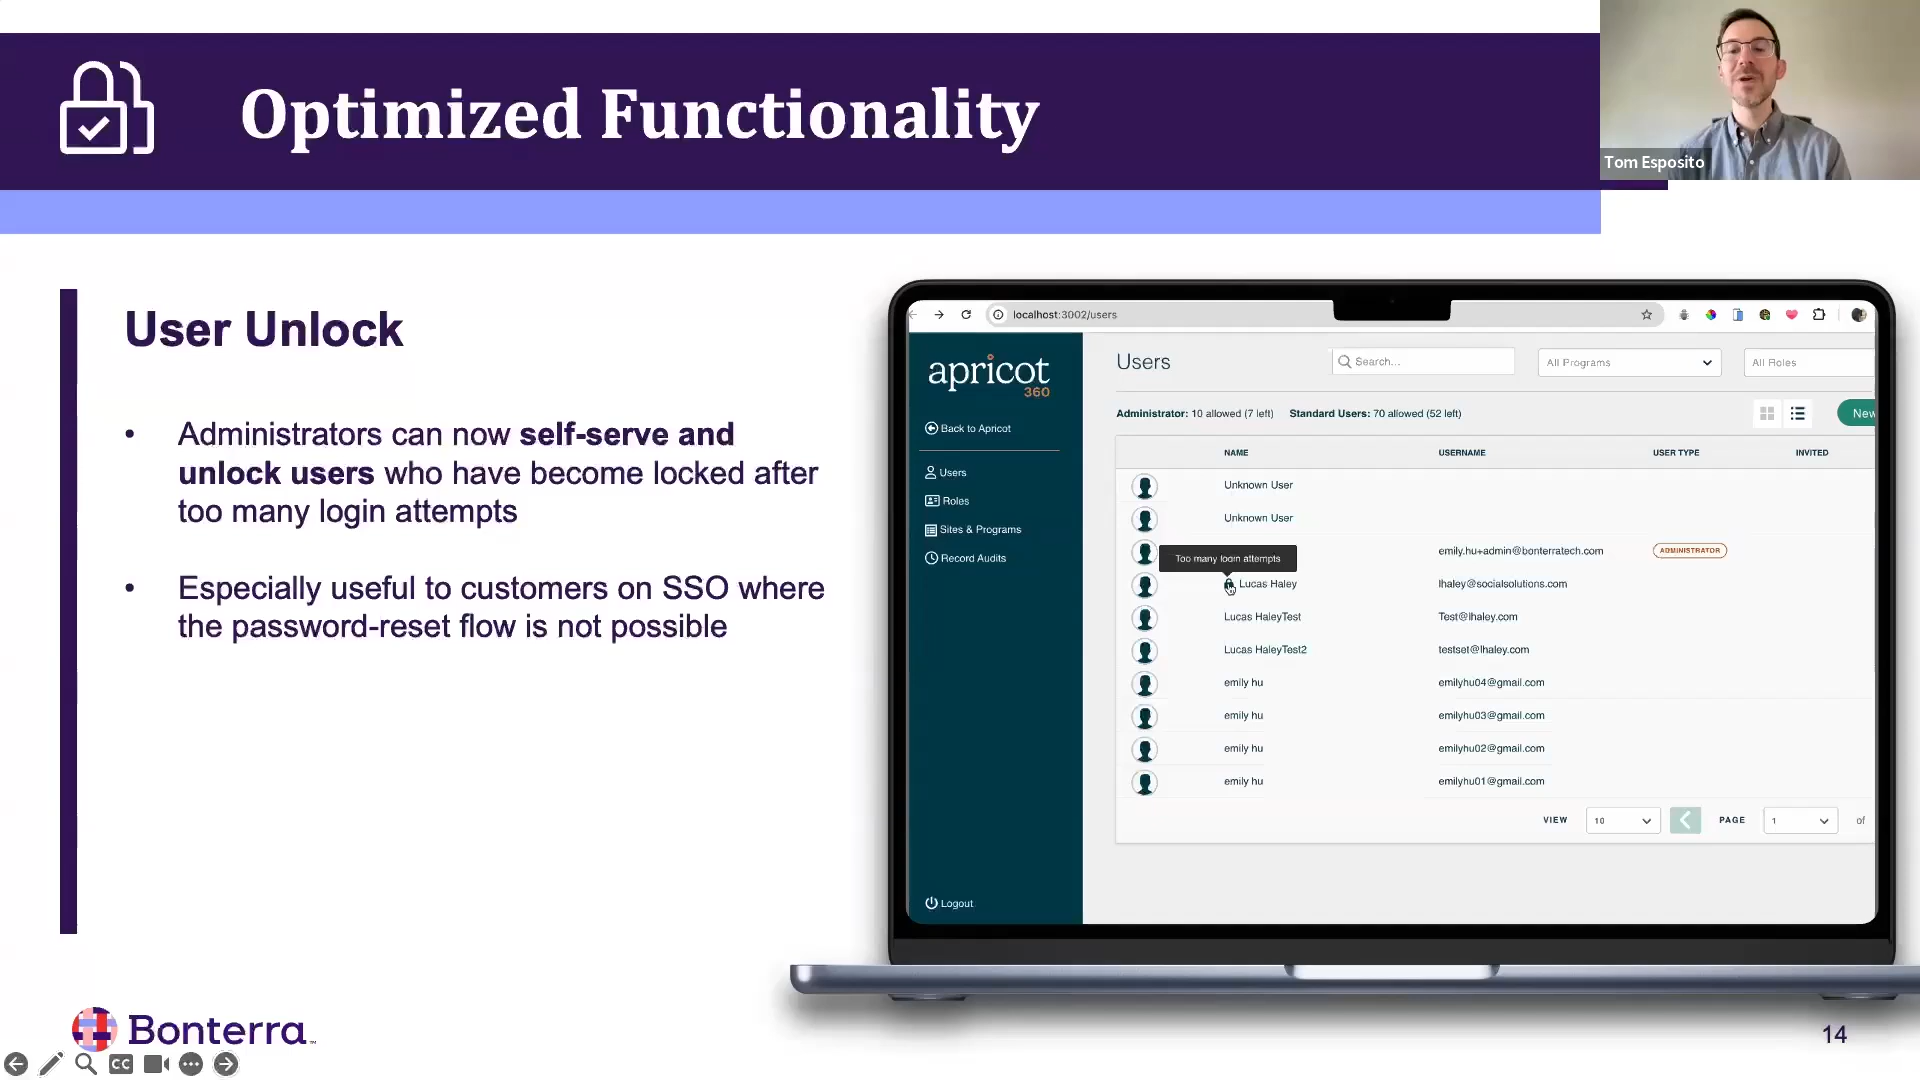 Optimized Functionality
Tom Esposito
User Unlock
• Administrators can now self-serve and
unlock users who have become locked after
too many login attempts
• Especially useful to customers on SSO where
the password-reset flow is not possible
localhost:3002/users
apricot
360
Back to Apricot
Users
Roles
Sites & Programs
Record Audits
Logout
Users
Search...
All Programs
All Roles
Administrator: 10 allowed (7 left) Standard Users: 70 allowed (52 left)
New
NAME USERNAME USER TYPE INVITED
Unknown User
Unknown User
Too many login attempts
emily.hu+admin@bonterratech.com ADMINISTRATOR
Lucas Haley lhaley@socialsolutions.com
Lucas HaleyTest Test@lhaley.com
Lucas HaleyTest2 testset@lhaley.com
emily hu emilyhu04@gmail.com
emily hu emilyhu03@gmail.com
emily hu emilyhu02@gmail.com
emily hu emilyhu01@gmail.com
VIEW 10 PAGE 1 of
Bonterra™
CC
14